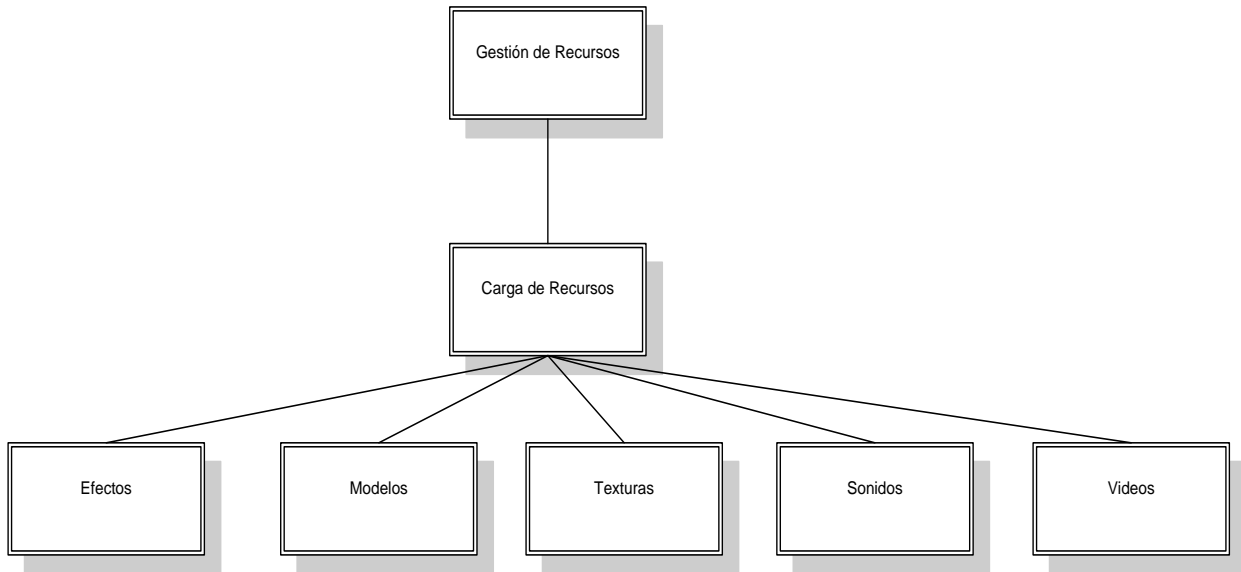 Gestión de Recursos
Carga de Recursos
Efectos
Modelos
Texturas
Sonidos
Videos